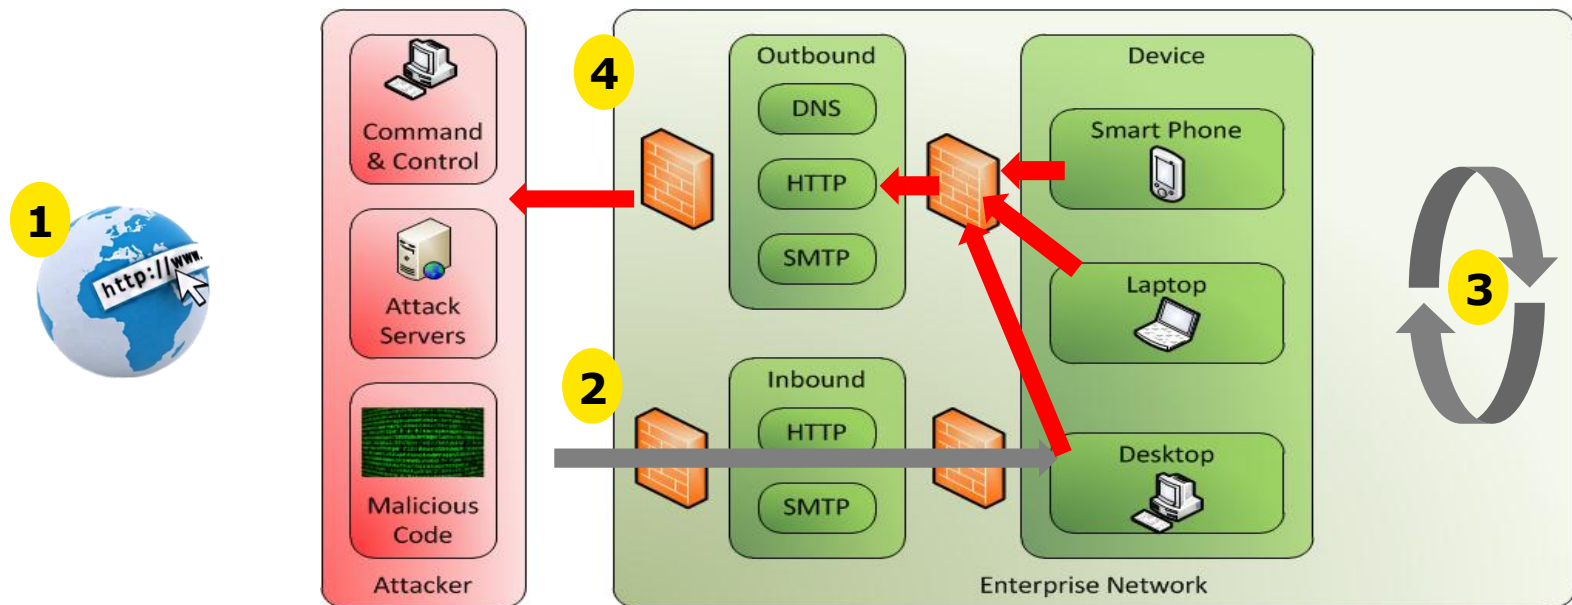 1
http://www.
Command
& Control
Attack
Servers
Malicious
Code
Attacker
4
Outbound
DNS
HTTP
SMTP
2
Inbound
HTTP
SMTP
Device
Smart Phone
Laptop
Desktop
Enterprise Network
3